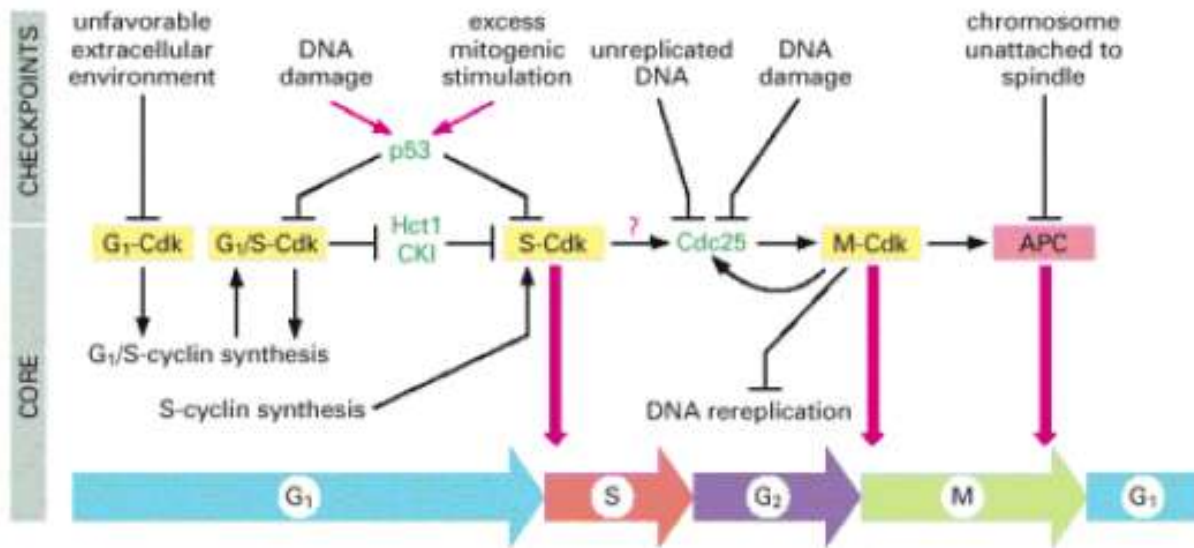 CHECKPOINTS
unfavorable
extracellular
environment
DNA
damage
excess
mitogenic
stimulation
unreplicated
DNA
DNA
damage
chromosome
unattached to
spindle
p53
CORE
G₁-Cdk
G₁/S-Cdk
Hct1
CKI
S-Cdk
?
Cdc25
M-Cdk
APC
G₁/S-cyclin synthesis
S-cyclin synthesis
DNA rereplication
G₁
S
G₂
M
G₁